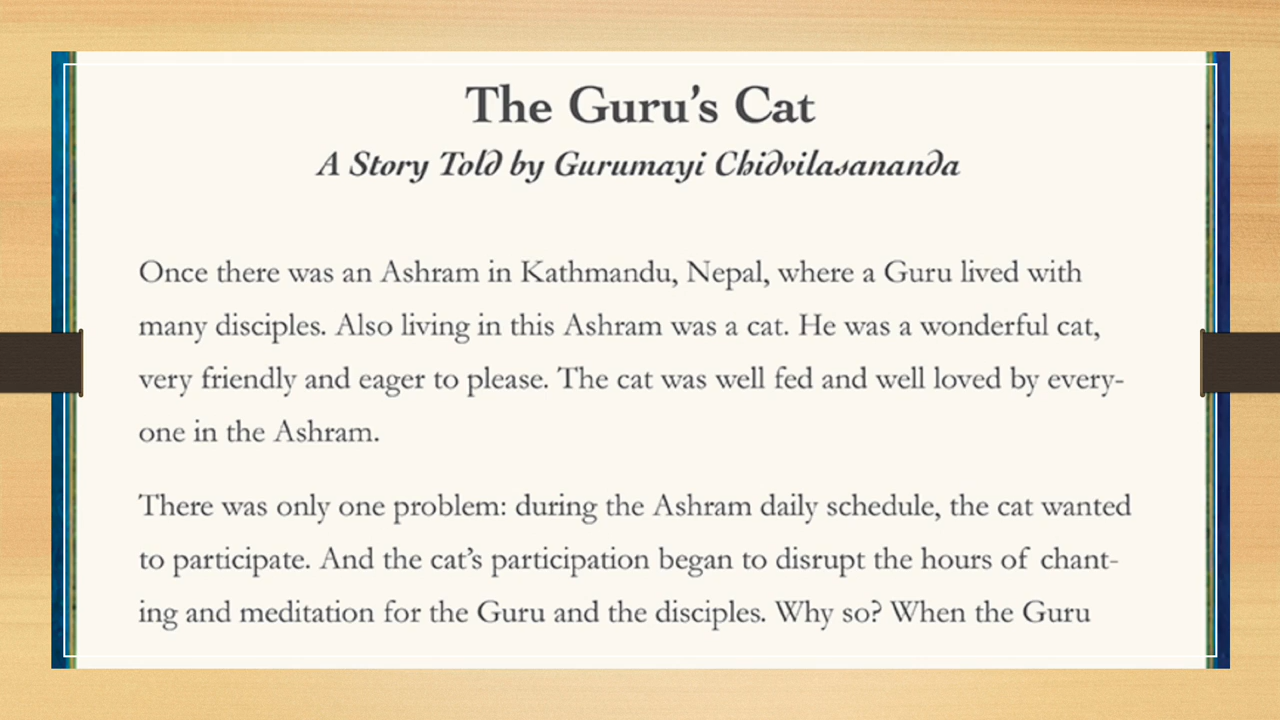 The Guru’s Cat
A Story Told by Gurumayi Chidvilasananda
Once there was an Ashram in Kathmandu, Nepal, where a Guru lived with
many disciples. Also living in this Ashram was a cat. He was a wonderful cat,
very friendly and eager to please. The cat was well fed and well loved by every-
one in the Ashram.
There was only one problem: during the Ashram daily schedule, the cat wanted
to participate. And the cat’s participation began to disrupt the hours of chant-
ing and meditation for the Guru and the disciples. Why so? When the Guru